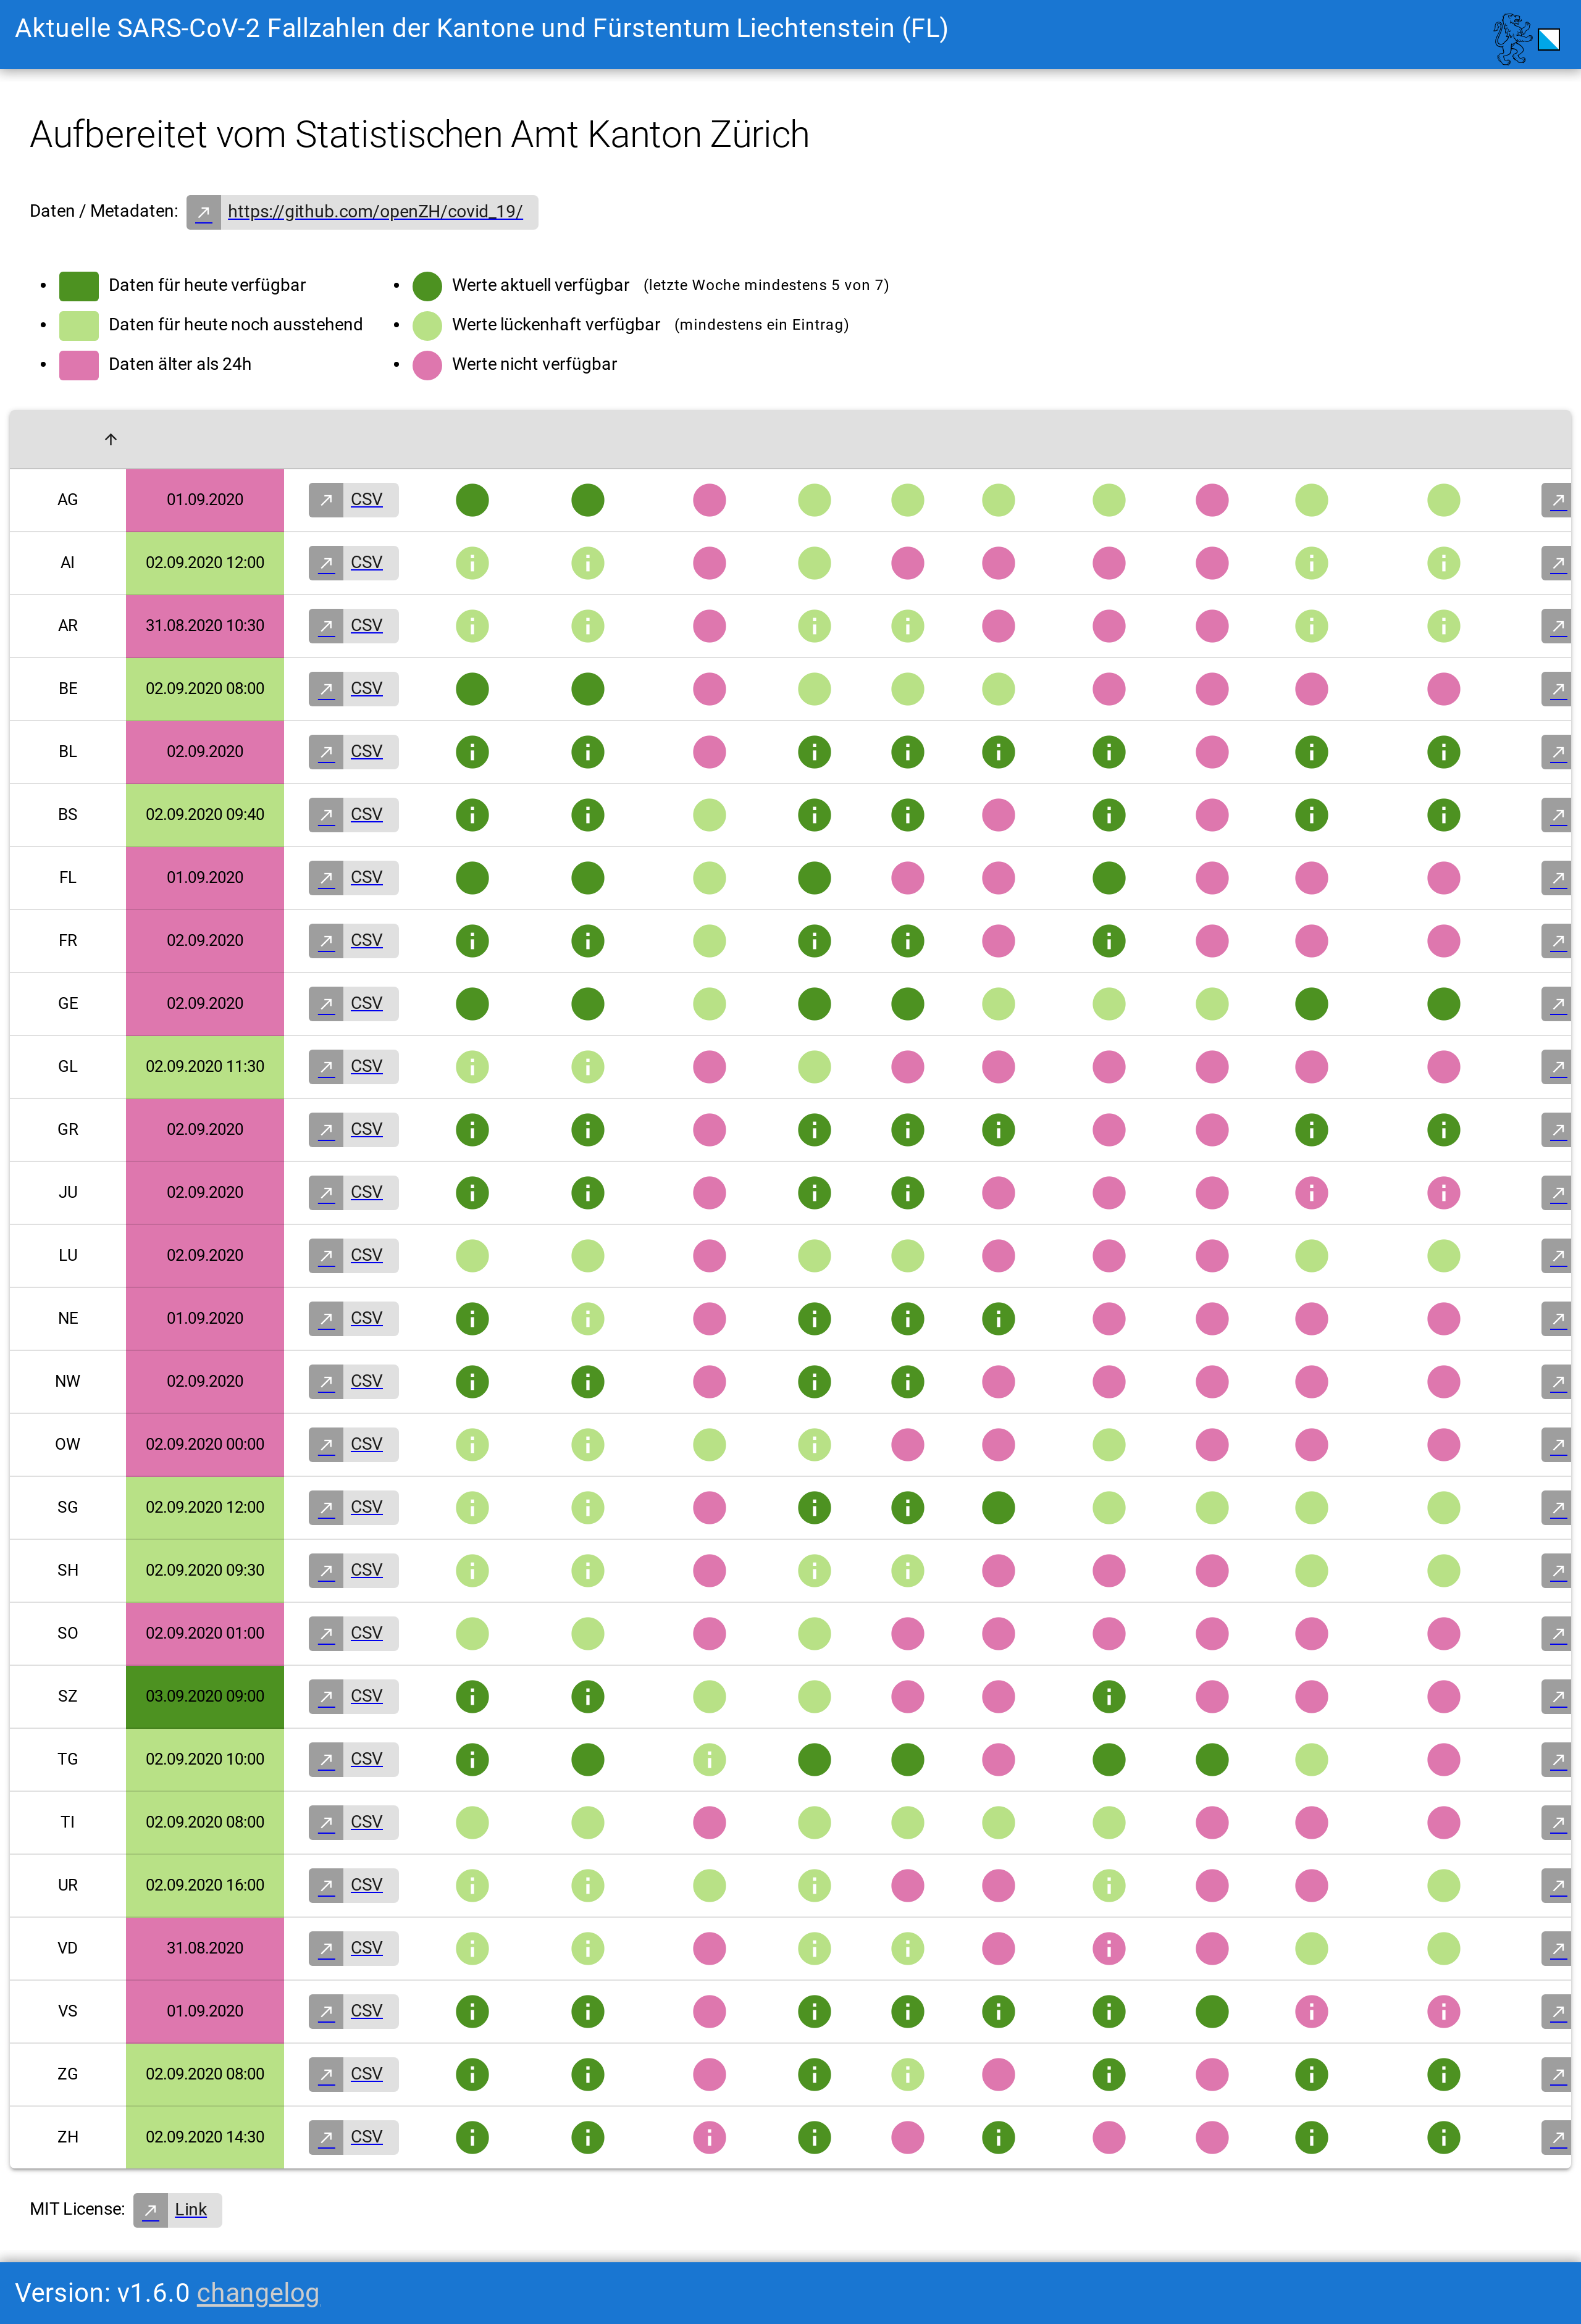 Aktuelle SARS-CoV-2 Fallzahlen der Kantone und Fürstentum Liechtenstein (FL)
Aufbereitet vom Statistischen Amt Kanton Zürich
Daten / Metadaten: https://github.com/openZH/covid_19/
Daten für heute verfügbar
Daten für heute noch ausstehend
Daten älter als 24h
Werte aktuell verfügbar (letzte Woche mindestens 5 von 7)
Werte lückenhaft verfügbar (mindestens ein Eintrag)
Werte nicht verfügbar
AG 01.09.2020 CSV
AI 02.09.2020 12:00 CSV
AR 31.08.2020 10:30 CSV
BE 02.09.2020 08:00 CSV
BL 02.09.2020 CSV
BS 02.09.2020 09:40 CSV
FL 01.09.2020 CSV
FR 02.09.2020 CSV
GE 02.09.2020 CSV
GL 02.09.2020 11:30 CSV
GR 02.09.2020 CSV
JU 02.09.2020 CSV
LU 02.09.2020 CSV
NE 01.09.2020 CSV
NW 02.09.2020 CSV
OW 02.09.2020 00:00 CSV
SG 02.09.2020 12:00 CSV
SH 02.09.2020 09:30 CSV
SO 02.09.2020 01:00 CSV
SZ 03.09.2020 09:00 CSV
TG 02.09.2020 10:00 CSV
TI 02.09.2020 08:00 CSV
UR 02.09.2020 16:00 CSV
VD 31.08.2020 CSV
VS 01.09.2020 CSV
ZG 02.09.2020 08:00 CSV
ZH 02.09.2020 14:30 CSV
MIT License: Link
Version: v1.6.0 changelog